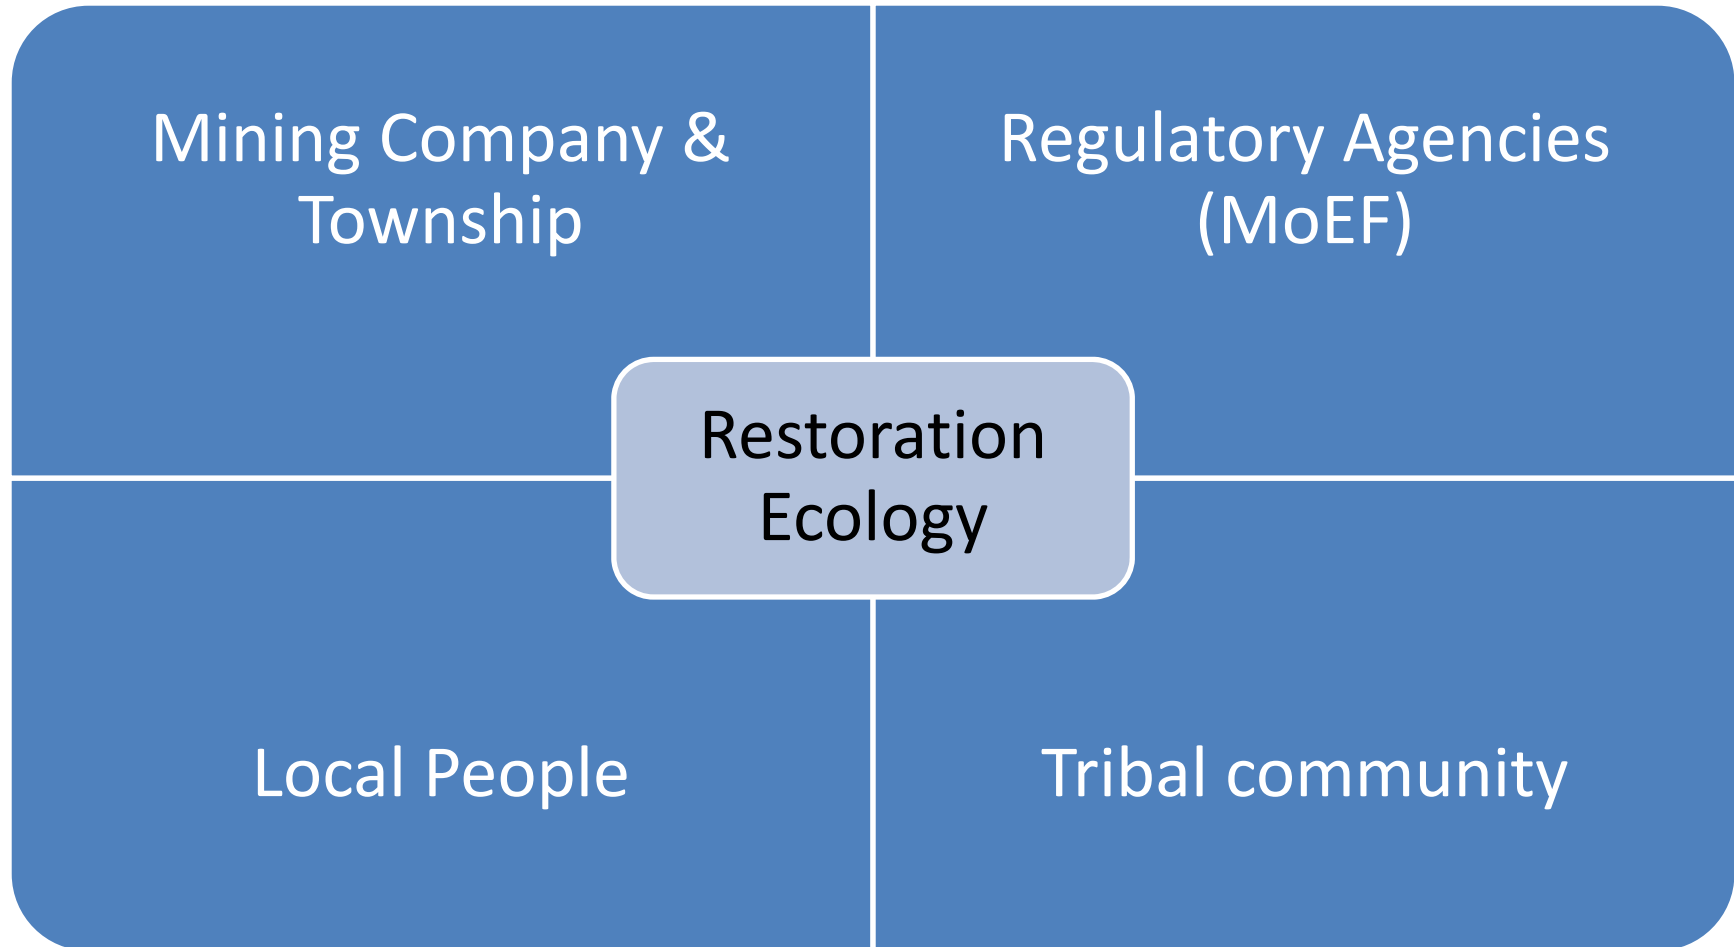 Mining Company &
Township
Regulatory Agencies
(MoEF)
Restoration
Ecology
Local People
Tribal community